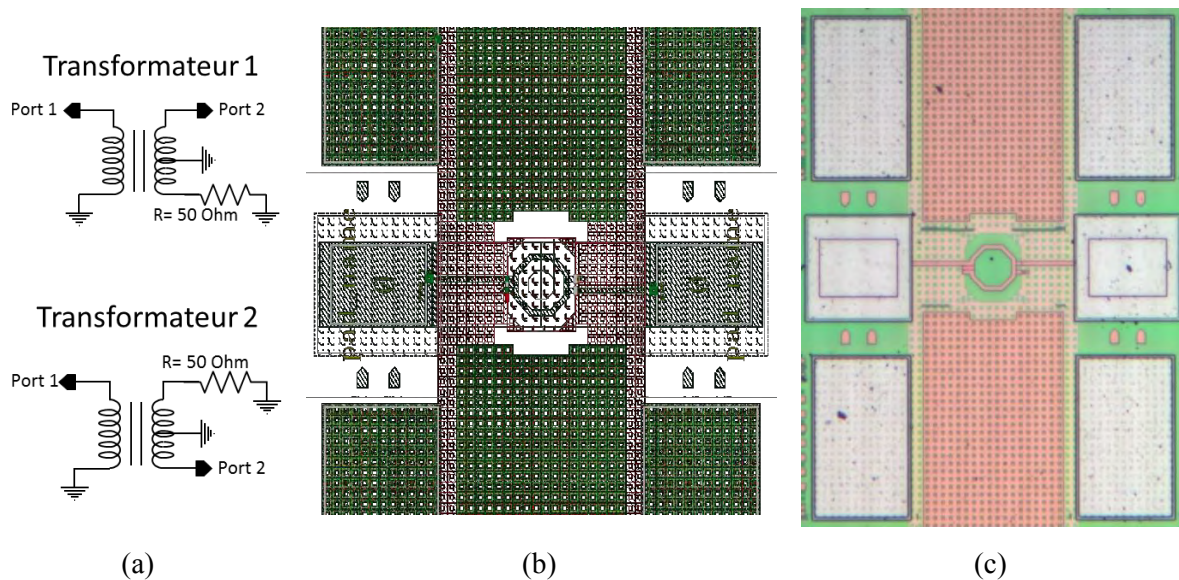 Transformateur 1
Port 1
Port 2
R= 50 Ohm
Transformateur 2
R= 50 Ohm
Port 1
Port 2
(a)
(b)
(c)